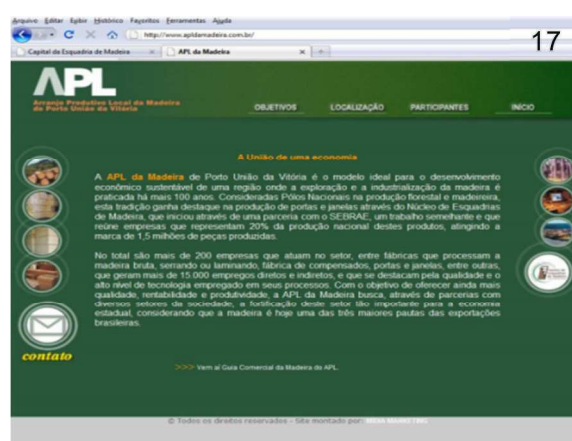 Arquivo Editar Exibir Histórico Favoritos Ferramentas Ajuda
http://www.apldamadeira.com.br/
17
Capital da Esquadria de Madeira
APL da Madeira
APL
Arranjo Produtivo Local da Madeira
de Porto União da Vitória
OBJETIVOS LOCALIZAÇÃO PARTICIPANTES INÍCIO
A União de uma economia
A APL da Madeira de Porto União da Vitória é o modelo ideal para o desenvolvimento
econômico sustentável de uma região onde a exploração e a industrialização da madeira é
praticada há mais 100 anos. Consideradas Pólos Nacionais na produção florestal e madeireira,
esta tradição ganha destaque na produção de portas e janelas através do Núcleo de Esquadrias
de Madeira, que iniciou através de uma parceria com o SEBRAE, um trabalho semelhante e que
reúne empresas que representam 20% da produção nacional destes produtos, atingindo a
marca de 1,5 milhões de peças produzidas.
No total são mais de 200 empresas que atuam no setor, entre fábricas que processam a
madeira bruta, serrando ou laminando, fábrica de compensados, portas e janelas, entre outras,
que geram mais de 15.000 empregos diretos e indiretos, e que se destacam pela qualidade e o
alto nível de tecnologia empregado em seus processos. Com o objetivo de oferecer ainda mais
qualidade, rentabilidade e produtividade, a APL da Madeira busca, através de parcerias com
diversos setores da sociedade, a fortificação deste setor tão importante para a economia
estadual, considerando que a madeira é hoje uma das três maiores pautas das exportações
brasileiras.
contato
>>> Vem aí Guia Comercial da Madeira do APL.
© Todos os direitos reservados - Site montado por: MIDIA MARKETING